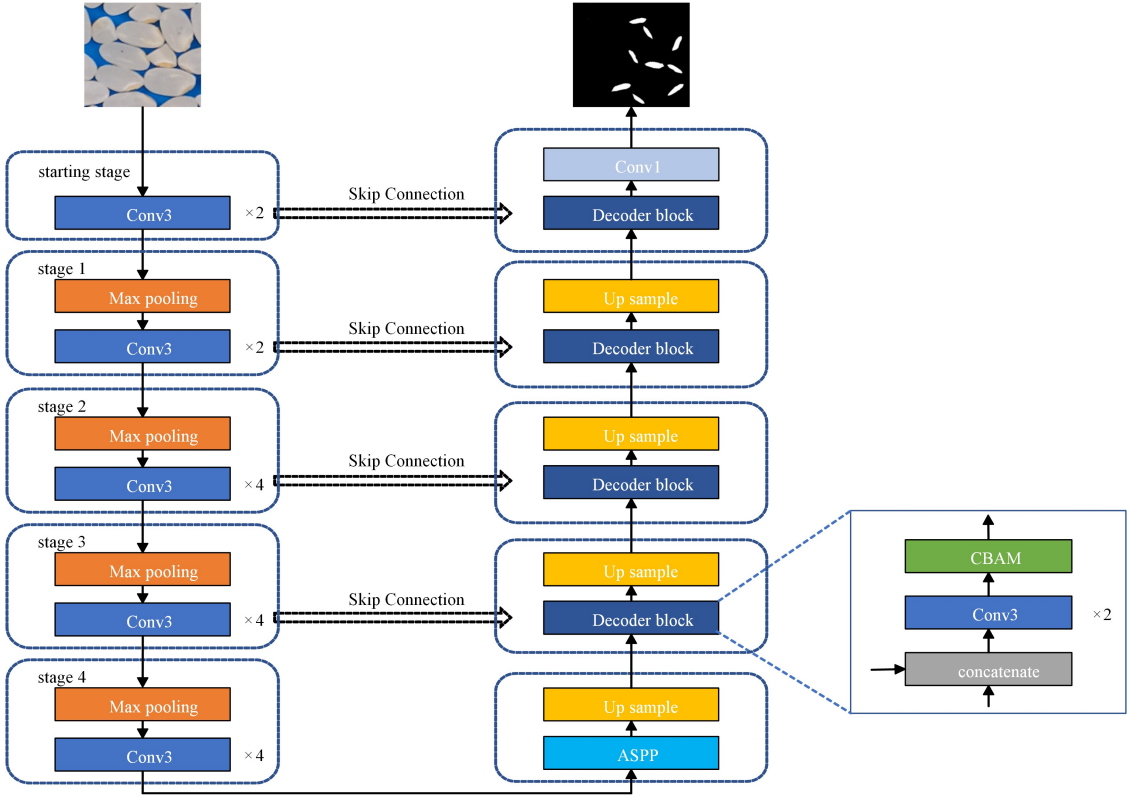 starting stage
Conv3
×2
Skip Connection
Conv1
Decoder block
stage 1
Max pooling
Conv3
×2
Skip Connection
Up sample
Decoder block
stage 2
Max pooling
Conv3
×4
Skip Connection
Up sample
Decoder block
stage 3
Max pooling
Conv3
×4
Skip Connection
Up sample
Decoder block
stage 4
Max pooling
Conv3
×4
Up sample
ASPP
CBAM
Conv3
×2
concatenate